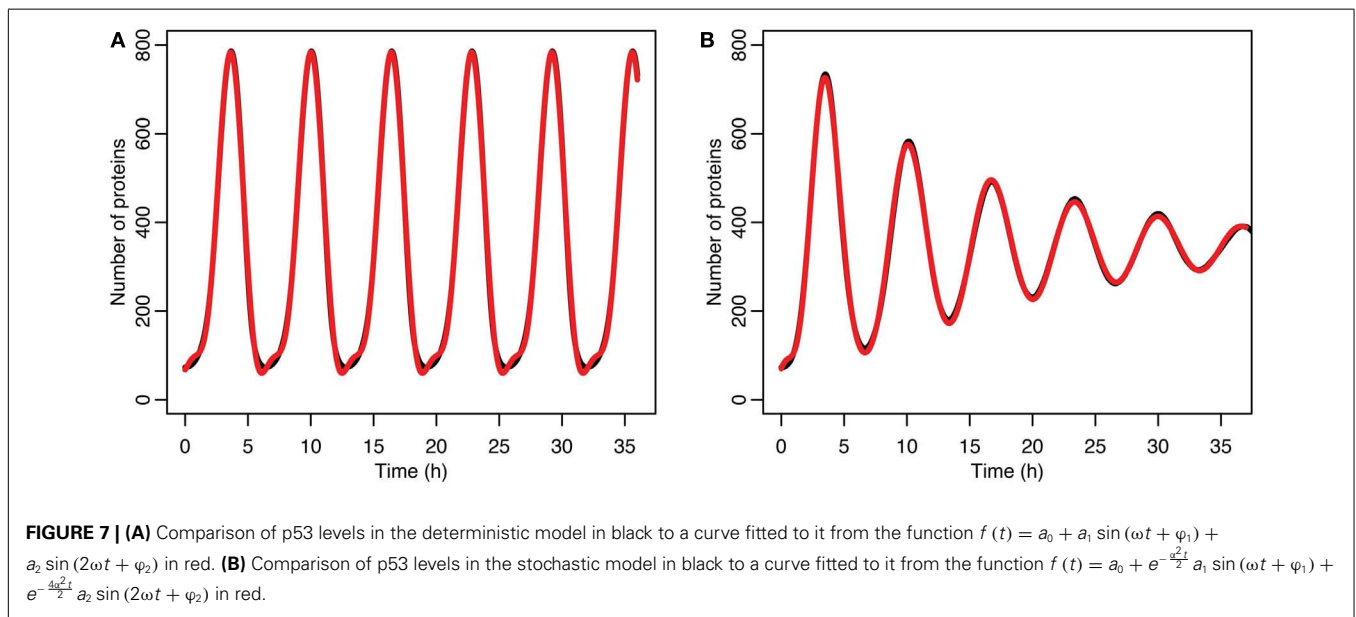 A
B
800
600
400
200
0
Number of proteins
0 5 10 15 20 25 30 35
Time (h)
800
600
400
200
0
Number of proteins
0 5 10 15 20 25 30 35
Time (h)
FIGURE 7 | (A) Comparison of p53 levels in the deterministic model in black to a curve fitted to it from the function f (t) = a₀ + a₁ sin (ωt + φ₁) +
a₂ sin (2ωt + φ₂) in red. (B) Comparison of p53 levels in the stochastic model in black to a curve fitted to it from the function f (t) = a₀ + e^{-\frac{α²t}{2}} a₁ sin (ωt + φ₁) +
e^{-\frac{4α²t}{2}} a₂ sin (2ωt + φ₂) in red.